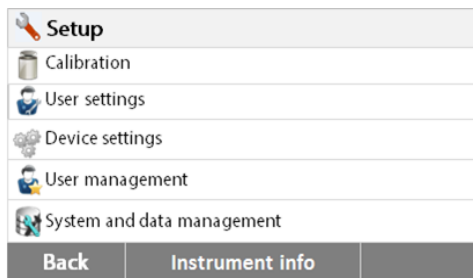 Setup
Calibration
User settings
Device settings
User management
System and data management
Back Instrument info